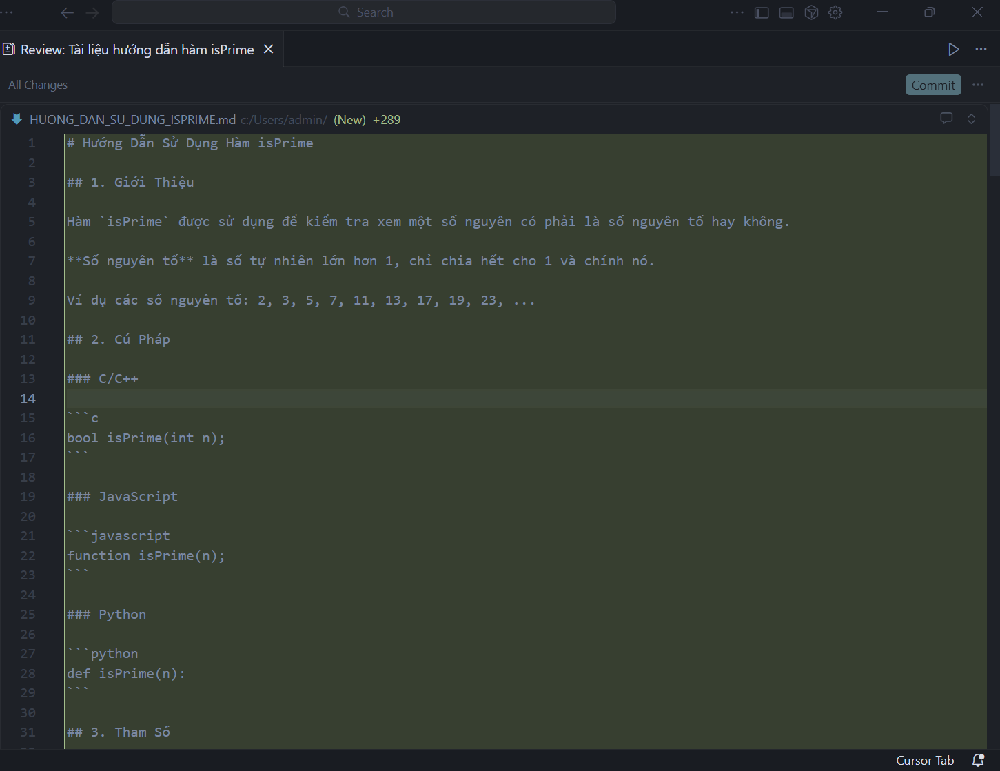 Search
Review: Tài liệu hướng dẫn hàm isPrime
All Changes
Commit
HUONG_DAN_SU_DUNG_ISPRIME.md c:/Users/admin/ (New) +289
1 # Hướng Dẫn Sử Dụng Hàm isPrime
2
3 ## 1. Giới Thiệu
4
5 Hàm `isPrime` được sử dụng để kiểm tra xem một số nguyên có phải là số nguyên tố hay không.
6
7 **Số nguyên tố** là số tự nhiên lớn hơn 1, chỉ chia hết cho 1 và chính nó.
8
9 Ví dụ các số nguyên tố: 2, 3, 5, 7, 11, 13, 17, 19, 23, ...
10
11 ## 2. Cú Pháp
12
13 ### C/C++
14
15 ```c
16 bool isPrime(int n);
17 ```
18
19 ### JavaScript
20
21 ```javascript
22 function isPrime(n);
23 ```
24
25 ### Python
26
27 ```python
28 def isPrime(n):
29 ```
30
31 ## 3. Tham Số
Cursor Tab